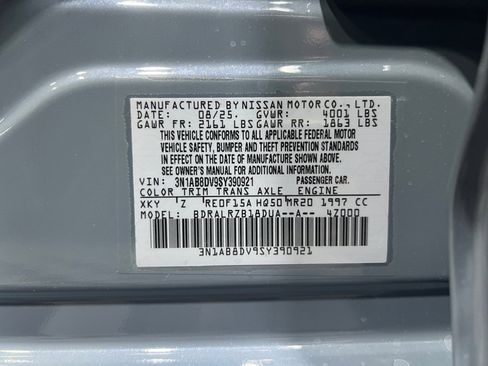 MANUFACTURED BY NISSAN MOTOR CO., LTD.
DATE: 08/25. GVWR: 4001 LBS
GAWR FR: 2161 LBS GAWR RR: 1863 LBS
THIS VEHICLE CONFORMS TO ALL APPLICABLE FEDERAL MOTOR
VEHICLE SAFETY, BUMPER AND THEFT PREVENTION STANDARDS
IN EFFECT ON THE DATE OF MANUFACTURE SHOWN ABOVE.
SEE OWNER'S MANUAL FOR ADDITIONAL INFORMATION
VIN: 3N1AB8DV9SY390921 PASSENGER CAR.
COLOR TRIM TRANS AXLE ENGINE
XKY Z RE0F15A HQ50 MR20 1997 CC
MODEL: BDRALRZB18DUA--A-- 4Z000
3N1AB8DV9SY390921